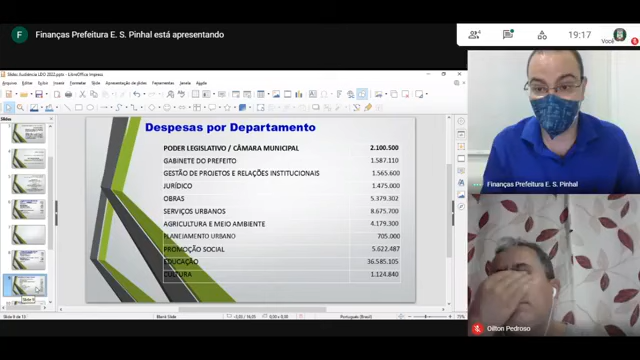 F Finanças Prefeitura E. S. Pinhal está apresentando
19:17
Você
Slides Audiência LDO 2022.pptx - LibreOffice Impress
Slides
Despesas por Departamento
PODER LEGISLATIVO / CÂMARA MUNICIPAL 2.100.500
GABINETE DO PREFEITO 1.587.110
GESTÃO DE PROJETOS E RELAÇÕES INSTITUCIONAIS 1.565.600
JURÍDICO 1.475.000
OBRAS 5.379.302
SERVIÇOS URBANOS 8.675.700
AGRICULTURA E MEIO AMBIENTE 4.179.300
PLANEJAMENTO URBANO 705.000
PROMOÇÃO SOCIAL 5.622.487
EDUCAÇÃO 36.585.105
CULTURA 1.124.840
Finanças Prefeitura E. S. Pinhal
Oilton Pedroso
Português (Brasil)